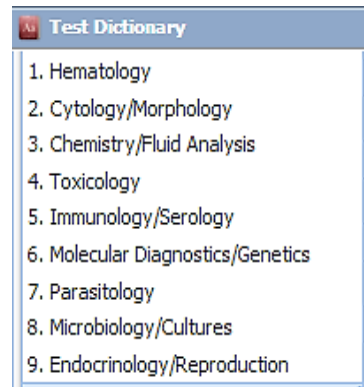 Test Dictionary
1. Hematology
2. Cytology/Morphology
3. Chemistry/Fluid Analysis
4. Toxicology
5. Immunology/Serology
6. Molecular Diagnostics/Genetics
7. Parasitology
8. Microbiology/Cultures
9. Endocrinology/Reproduction